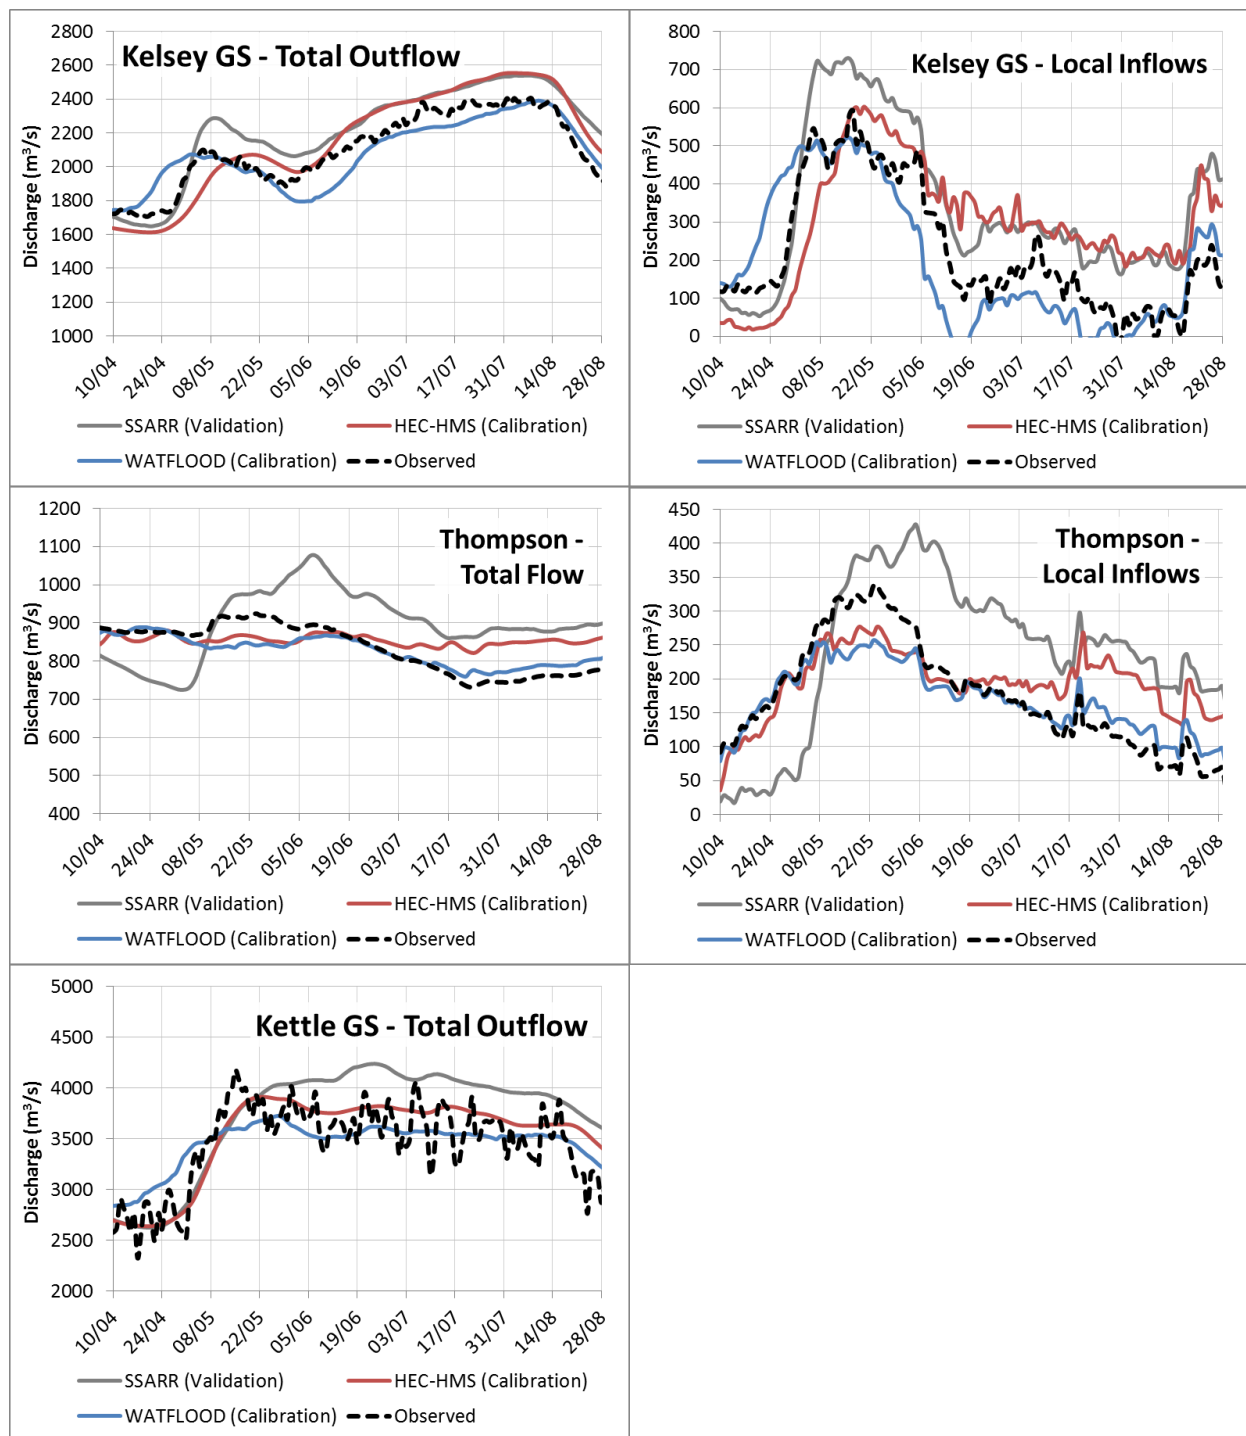 Kelsey GS - Total Outflow
Discharge (m³/s)
2800
2600
2400
2200
2000
1800
1600
1400
1200
1000
10/04 24/04 08/05 22/05 05/06 19/06 03/07 17/07 31/07 14/08 28/08
SSARR (Validation) HEC-HMS (Calibration)
WATFLOOD (Calibration) Observed
Kelsey GS - Local Inflows
Discharge (m³/s)
800
700
600
500
400
300
200
100
0
10/04 24/04 08/05 22/05 05/06 19/06 03/07 17/07 31/07 14/08 28/08
SSARR (Validation) HEC-HMS (Calibration)
WATFLOOD (Calibration) Observed
Thompson -
Total Flow
Discharge (m³/s)
1200
1100
1000
900
800
700
600
500
400
10/04 24/04 08/05 22/05 05/06 19/06 03/07 17/07 31/07 14/08 28/08
SSARR (Validation) HEC-HMS (Calibration)
WATFLOOD (Calibration) Observed
Thompson -
Local Inflows
Discharge (m³/s)
450
400
350
300
250
200
150
100
50
0
10/04 24/04 08/05 22/05 05/06 19/06 03/07 17/07 31/07 14/08 28/08
SSARR (Validation) HEC-HMS (Calibration)
WATFLOOD (Calibration) Observed
Kettle GS - Total Outflow
Discharge (m³/s)
5000
4500
4000
3500
3000
2500
2000
10/04 24/04 08/05 22/05 05/06 19/06 03/07 17/07 31/07 14/08 28/08
SSARR (Validation) HEC-HMS (Calibration)
WATFLOOD (Calibration) Observed